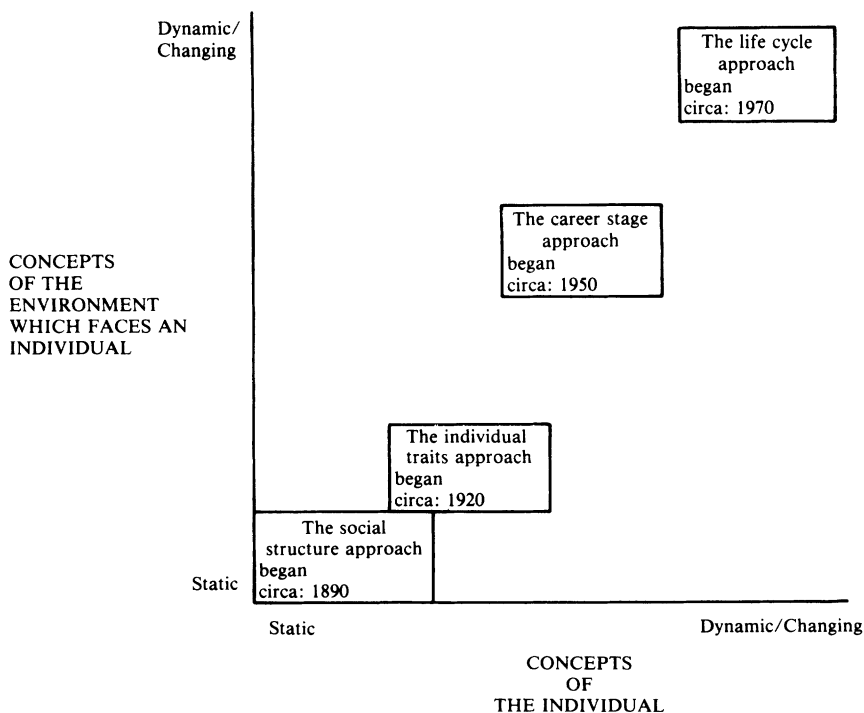 Dynamic/
Changing
The life cycle
approach
began
circa: 1970
The career stage
approach
began
circa: 1950
CONCEPTS
OF THE
ENVIRONMENT
WHICH FACES AN
INDIVIDUAL
The individual
traits approach
began
circa: 1920
The social
structure approach
began
circa: 1890
Static
Static
Dynamic/Changing
CONCEPTS
OF
THE INDIVIDUAL